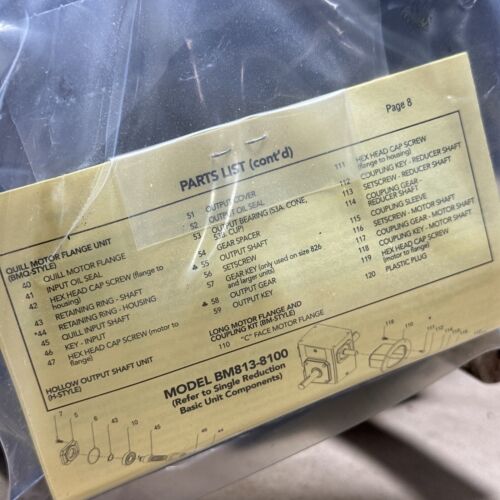 Page 8
PARTS LIST (cont'd)
QUILL MOTOR FLANGE UNIT
(BMQ-STYLE)
40 QUILL MOTOR FLANGE
41 INPUT OIL SEAL
42 HEX HEAD CAP SCREW (flange to
housing)
43 RETAINING RING - SHAFT
*44 RETAINING RING - HOUSING
45 QUILL INPUT SHAFT
46 KEY - INPUT
47 HEX HEAD CAP SCREW (motor to
flange)
HOLLOW OUTPUT SHAFT UNIT
(H-STYLE)
51 OUTPUT COVER
52 OUTPUT OIL SEAL
53 OUTPUT BEARING (53A. CONE,
53B. CUP)
54 GEAR SPACER
55 OUTPUT SHAFT
56 SETSCREW
57 GEAR KEY (only used on size 826
and larger units)
58 OUTPUT GEAR
59 OUTPUT KEY
LONG MOTOR FLANGE AND
COUPLING KIT (BM-STYLE)
110 "C" FACE MOTOR FLANGE
111 HEX HEAD CAP SCREW
(flange to housing)
112 COUPLING KEY - REDUCER SHAFT
113 SETSCREW - REDUCER SHAFT
114 COUPLING GEAR -
REDUCER SHAFT
115 COUPLING SLEEVE
116 SETSCREW - MOTOR SHAFT
117 COUPLING GEAR - MOTOR SHAFT
118 COUPLING KEY - MOTOR SHAFT
119 HEX HEAD CAP SCREW
(motor to flange)
120 PLASTIC PLUG
MODEL BM813-8100
(Refer to Single Reduction
Basic Unit Components)
7 5 6 43 10 45